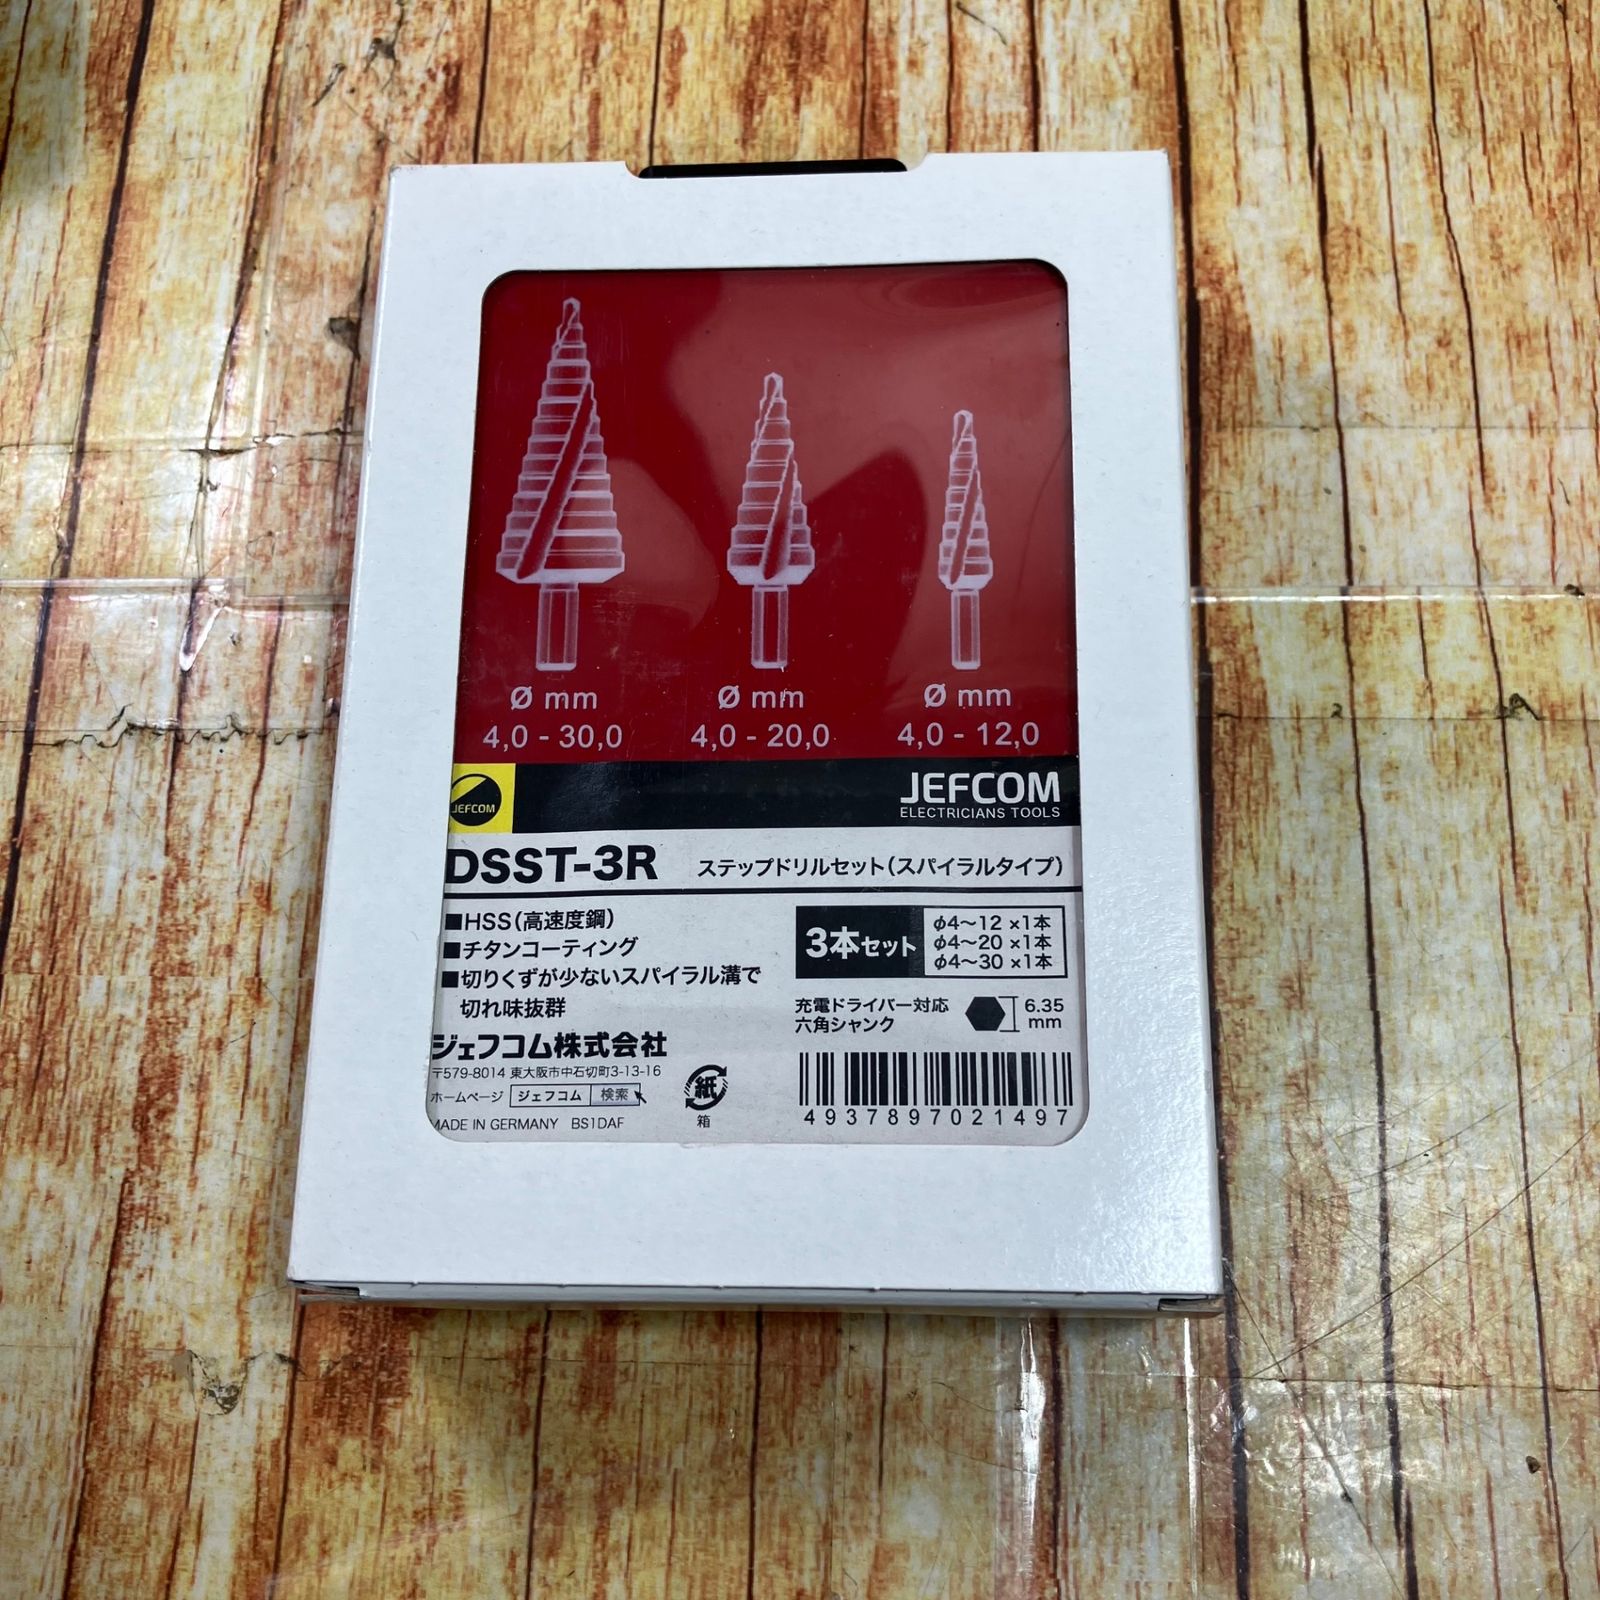 Ø mm
4,0 - 30,0
Ø mm
4,0 - 20,0
Ø mm
4,0 - 12,0
JEFCOM
JEFCOM
ELECTRICIANS TOOLS
DSST-3R ステップドリルセット(スパイラルタイプ)
■HSS(高速度鋼)
■チタンコーティング
■切りくずが少ないスパイラル溝で
切れ味抜群
3本セット
φ4〜12 ×1本
φ4〜20 ×1本
φ4〜30 ×1本
充電ドライバー対応
六角シャンク
6.35
mm
ジェフコム株式会社
〒579-8014 東大阪市中石切町3-13-16
ホームページ ジェフコム 検索
MADE IN GERMANY BS1DAF
紙
箱
4937897021497